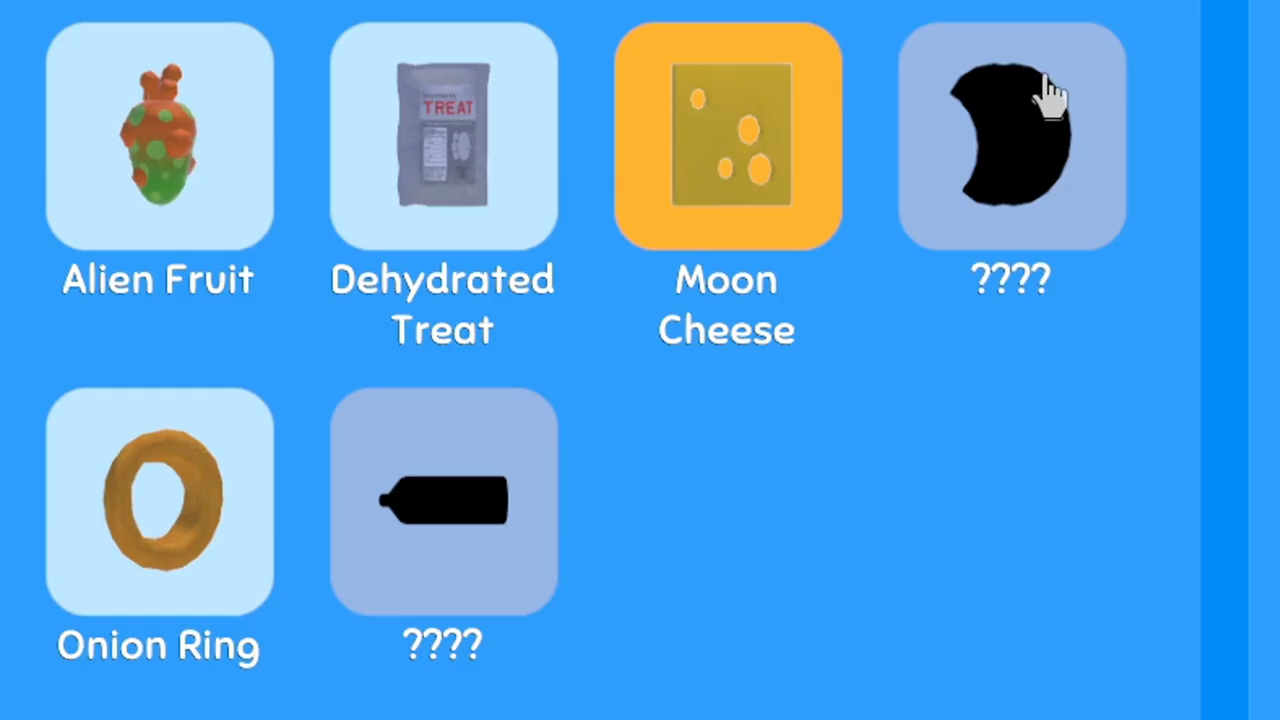 TREAT
Alien Fruit
Dehydrated
Treat
Moon
Cheese
????
Onion Ring
????